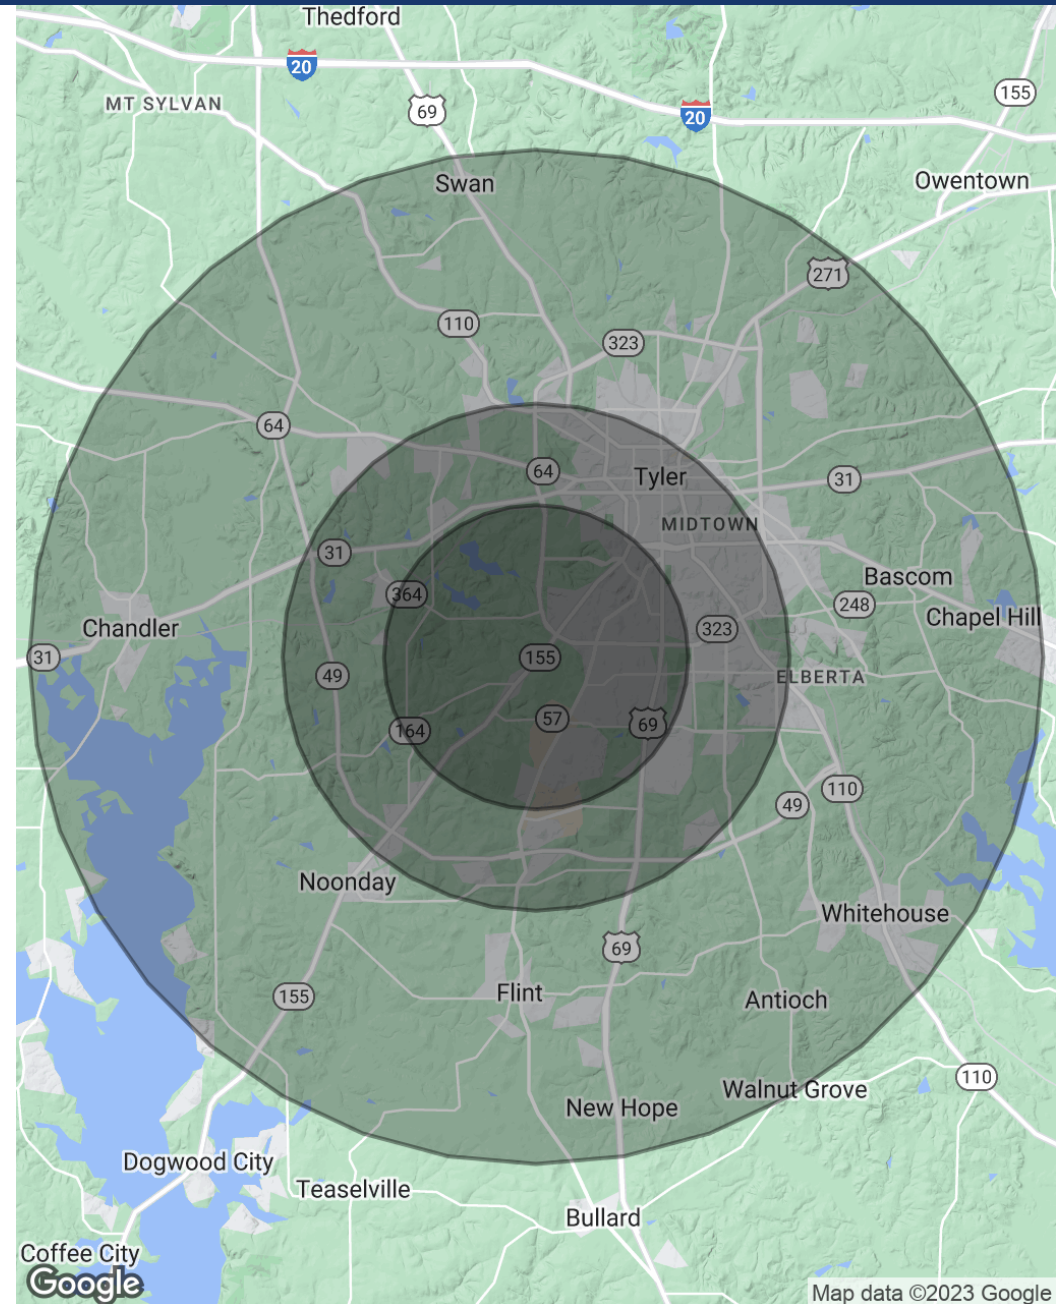 Thedford
20
MT SYLVAN
155
69
20
Swan
Owentown
271
110
323
64
64
Tyler
31
MIDTOWN
31
Bascom
364
248
Chandler
Chapel Hill
323
31
155
49
ELBERTA
57
69
164
110
49
Noonday
Whitehouse
69
Flint
155
Antioch
110
Walnut Grove
New Hope
Dogwood City
Teaselville
Bullard
Coffee City
Google
Map data ©2023 Google